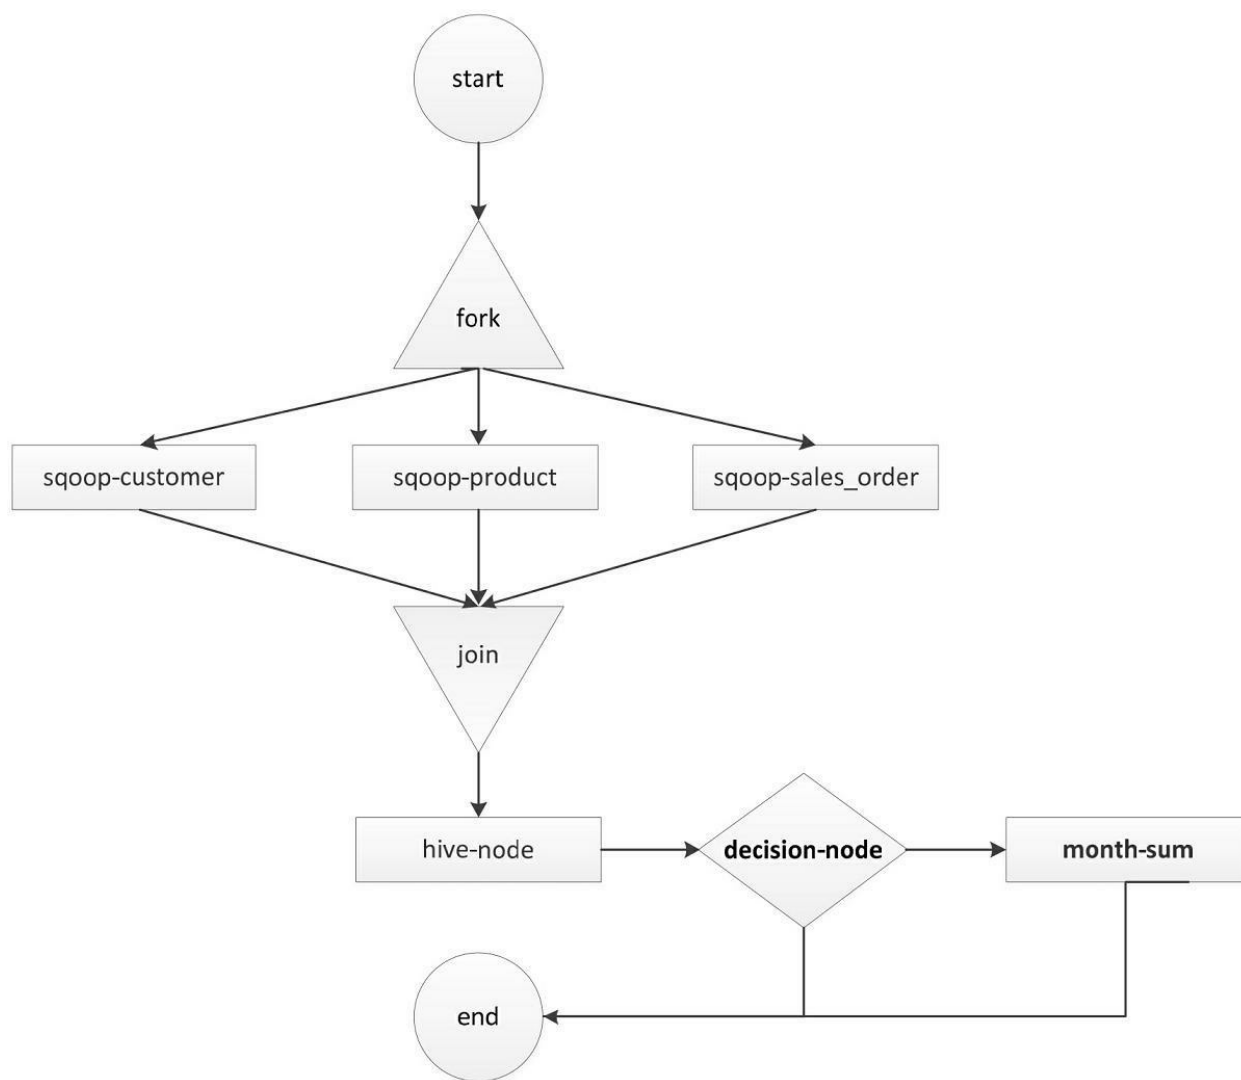 start
fork
sqoop-customer
sqoop-product
sqoop-sales_order
join
hive-node
decision-node
month-sum
end